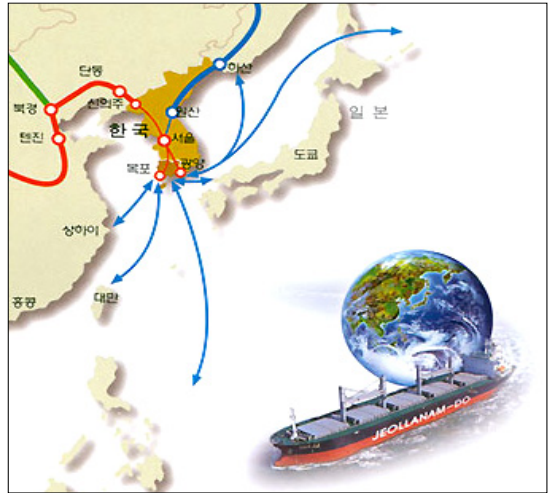 하산
단동
신의주
북경
원산
일 본
한국
서울
텐진
도쿄
목포
광양
상하이
대만
홍콩
JEOLLANAM-DO